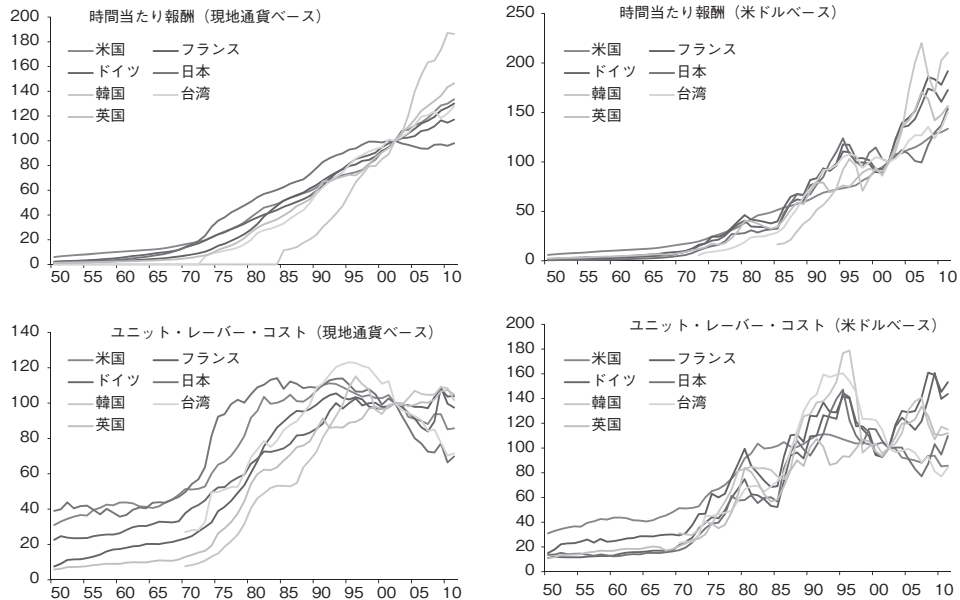 時間当たり報酬（現地通貨ベース）
米国 フランス
ドイツ 日本
韓国 台湾
英国
200
180
160
140
120
100
80
60
40
20
0
50 55 60 65 70 75 80 85 90 95 00 05 10
時間当たり報酬（米ドルベース）
米国 フランス
ドイツ 日本
韓国 台湾
英国
250
200
150
100
50
0
50 55 60 65 70 75 80 85 90 95 00 05 10
ユニット・レーバー・コスト（現地通貨ベース）
米国 フランス
ドイツ 日本
韓国 台湾
英国
140
120
100
80
60
40
20
0
50 55 60 65 70 75 80 85 90 95 00 05 10
ユニット・レーバー・コスト（米ドルベース）
米国 フランス
ドイツ 日本
韓国 台湾
英国
200
180
160
140
120
100
80
60
40
20
0
50 55 60 65 70 75 80 85 90 95 00 05 10